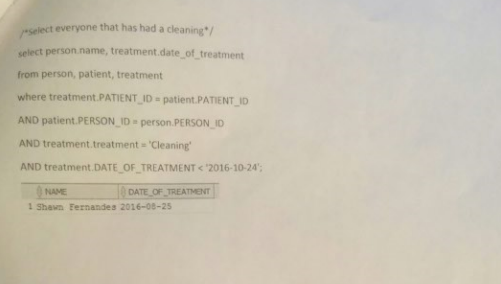 /*select everyone that has had a cleaning*/
select person.name, treatment.date_of_treatment
from person, patient, treatment
where treatment.PATIENT_ID = patient.PATIENT_ID
AND patient.PERSON_ID = person.PERSON_ID
AND treatment.treatment = 'Cleaning'
AND treatment.DATE_OF_TREATMENT < '2016-10-24';
NAME DATE_OF_TREATMENT
1 Shawn Fernandes 2016-08-25